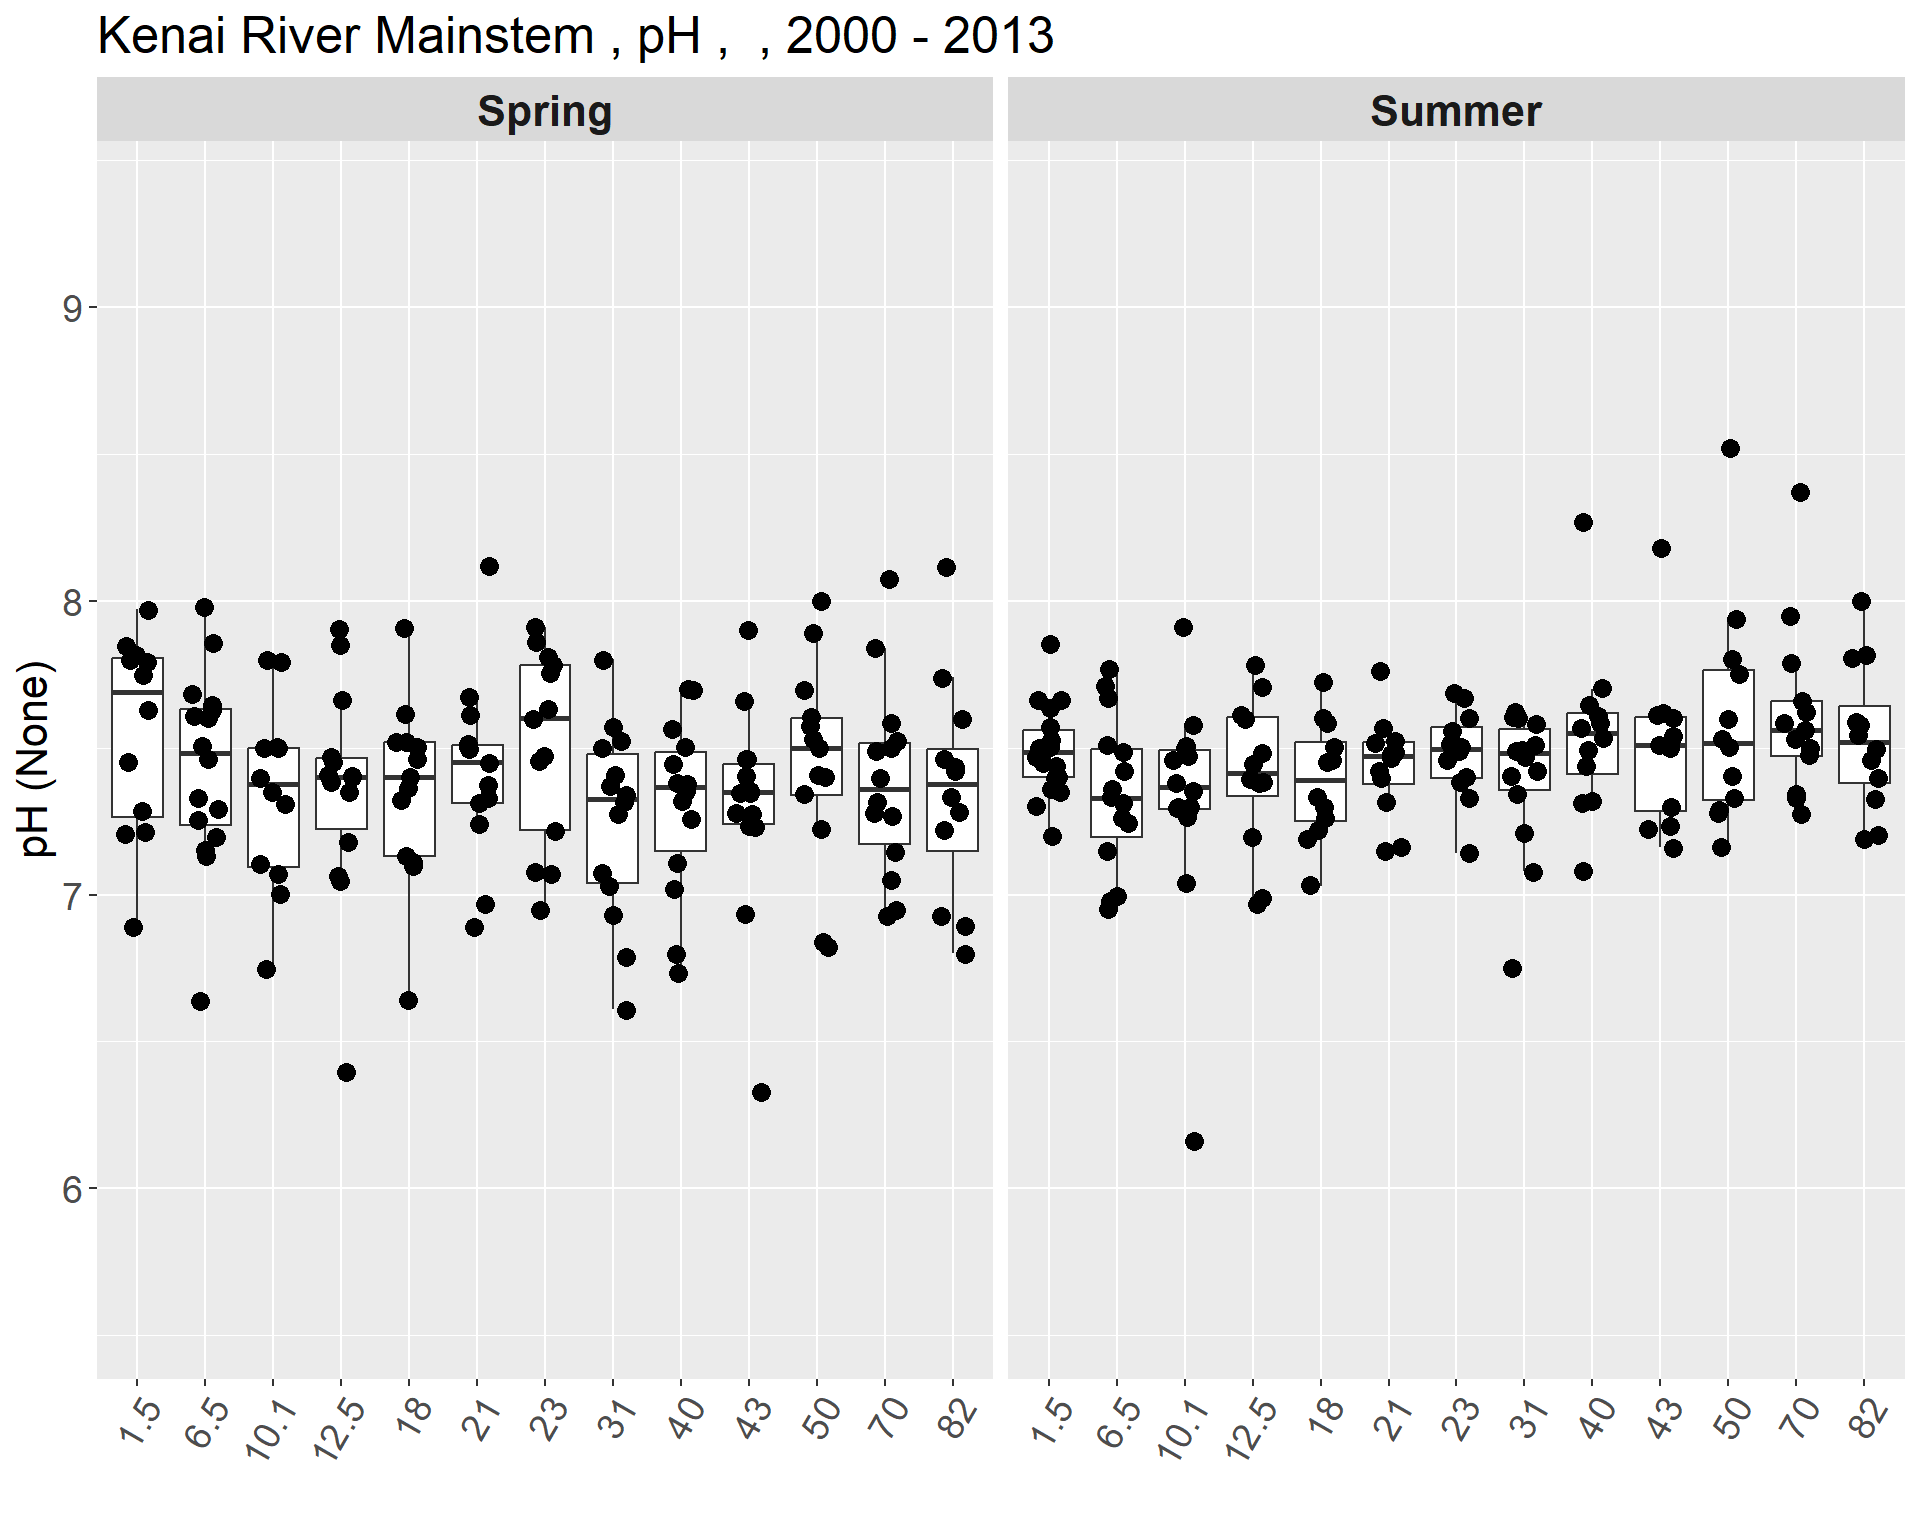 Kenai River Mainstem , pH ,  , 2000 - 2013
Spring Summer
pH (None)
9
8
7
6
1.5 6.5 10.1 12.5 18 21 23 31 40 43 50 70 82 1.5 6.5 10.1 12.5 18 21 23 31 40 43 50 70 82